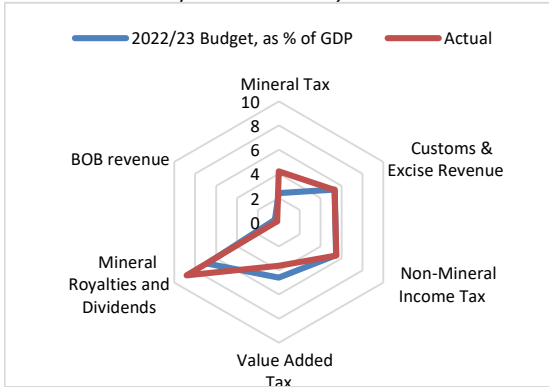 2022/23 Budget, as % of GDP
Actual
Mineral Tax
10
8
6
4
2
0
Customs &
Excise Revenue
Non-Mineral
Income Tax
Value Added
Tax
Mineral
Royalties and
Dividends
BOB revenue